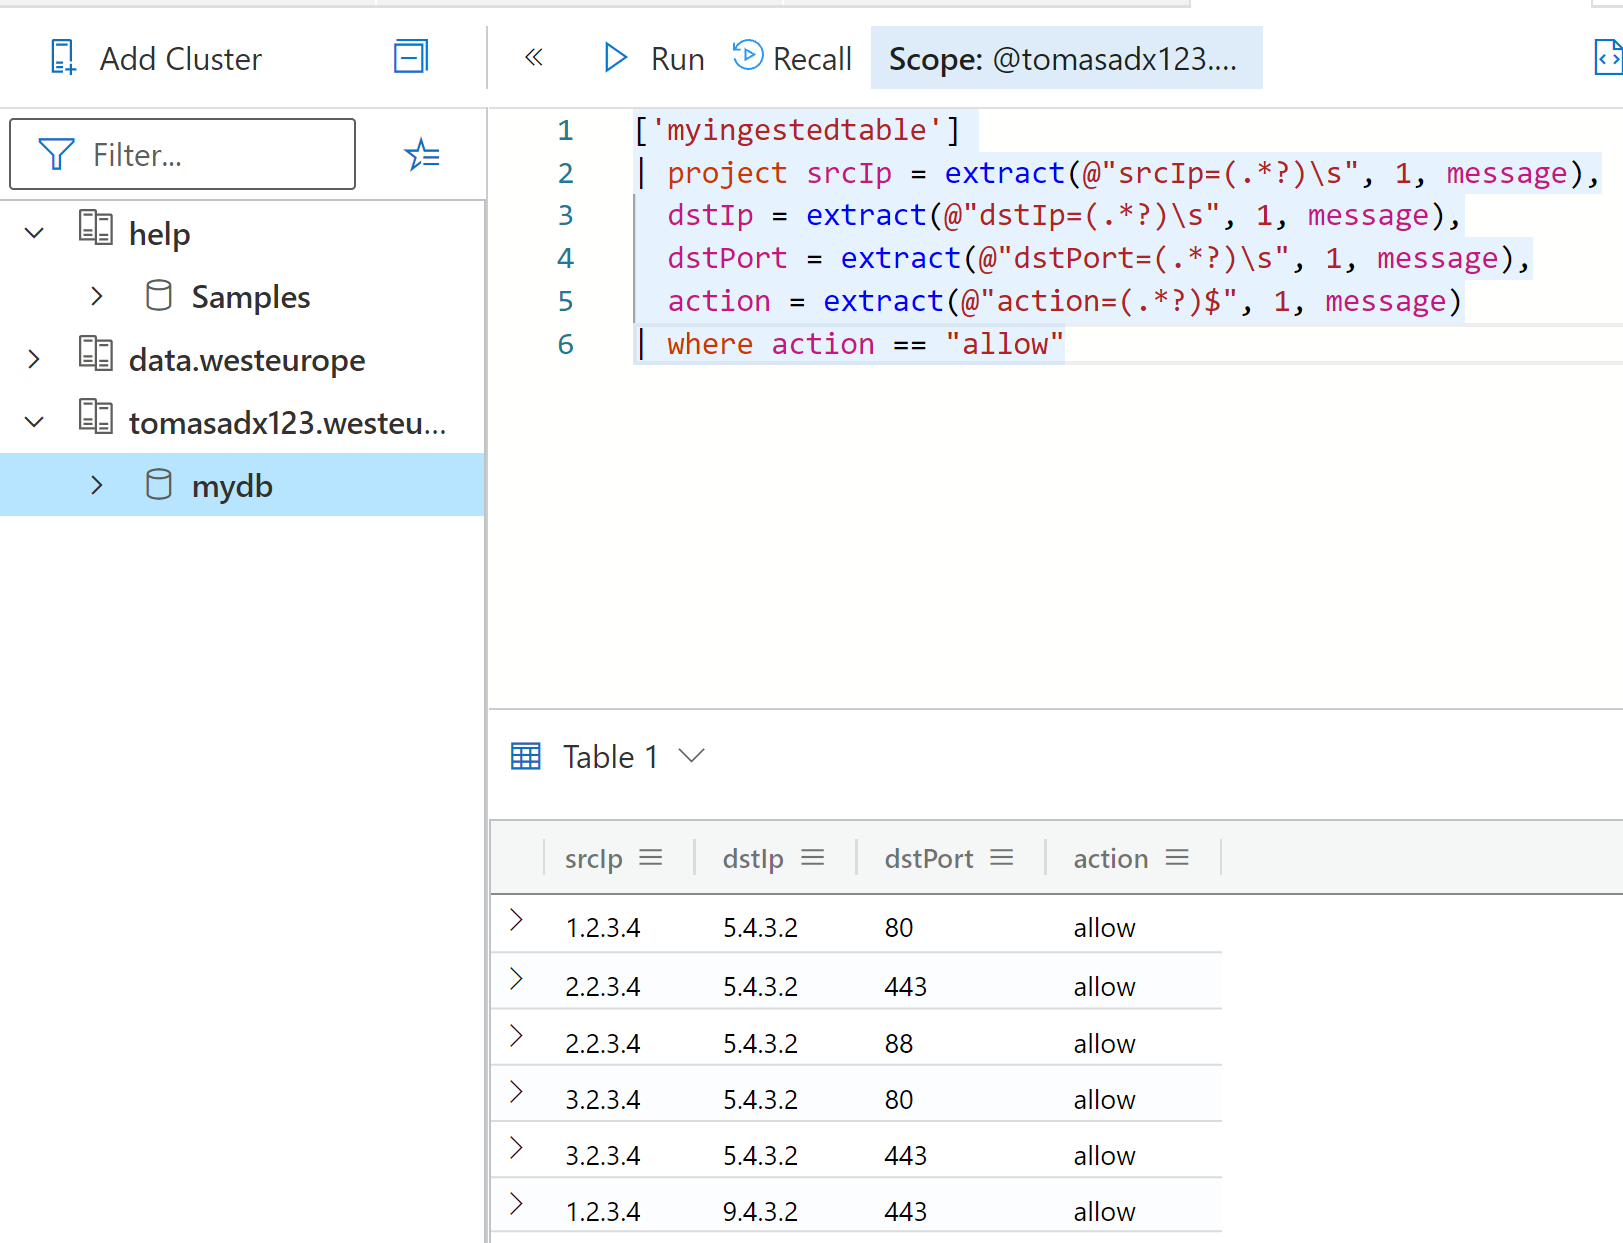 Add Cluster
Run
Recall
Scope: @tomasadx123....
Filter...
help
Samples
data.westeurope
tomasadx123.westeu...
mydb
1 ['myingestedtable']
2 | project srcIp = extract(@"srcIp=(.*?)\s", 1, message),
3 dstIp = extract(@"dstIp=(.*?)\s", 1, message),
4 dstPort = extract(@"dstPort=(.*?)\s", 1, message),
5 action = extract(@"action=(.*?)$", 1, message)
6 | where action == "allow"
Table 1
srcIp dstIp dstPort action
1.2.3.4 5.4.3.2 80 allow
2.2.3.4 5.4.3.2 443 allow
2.2.3.4 5.4.3.2 88 allow
3.2.3.4 5.4.3.2 80 allow
3.2.3.4 5.4.3.2 443 allow
1.2.3.4 9.4.3.2 443 allow